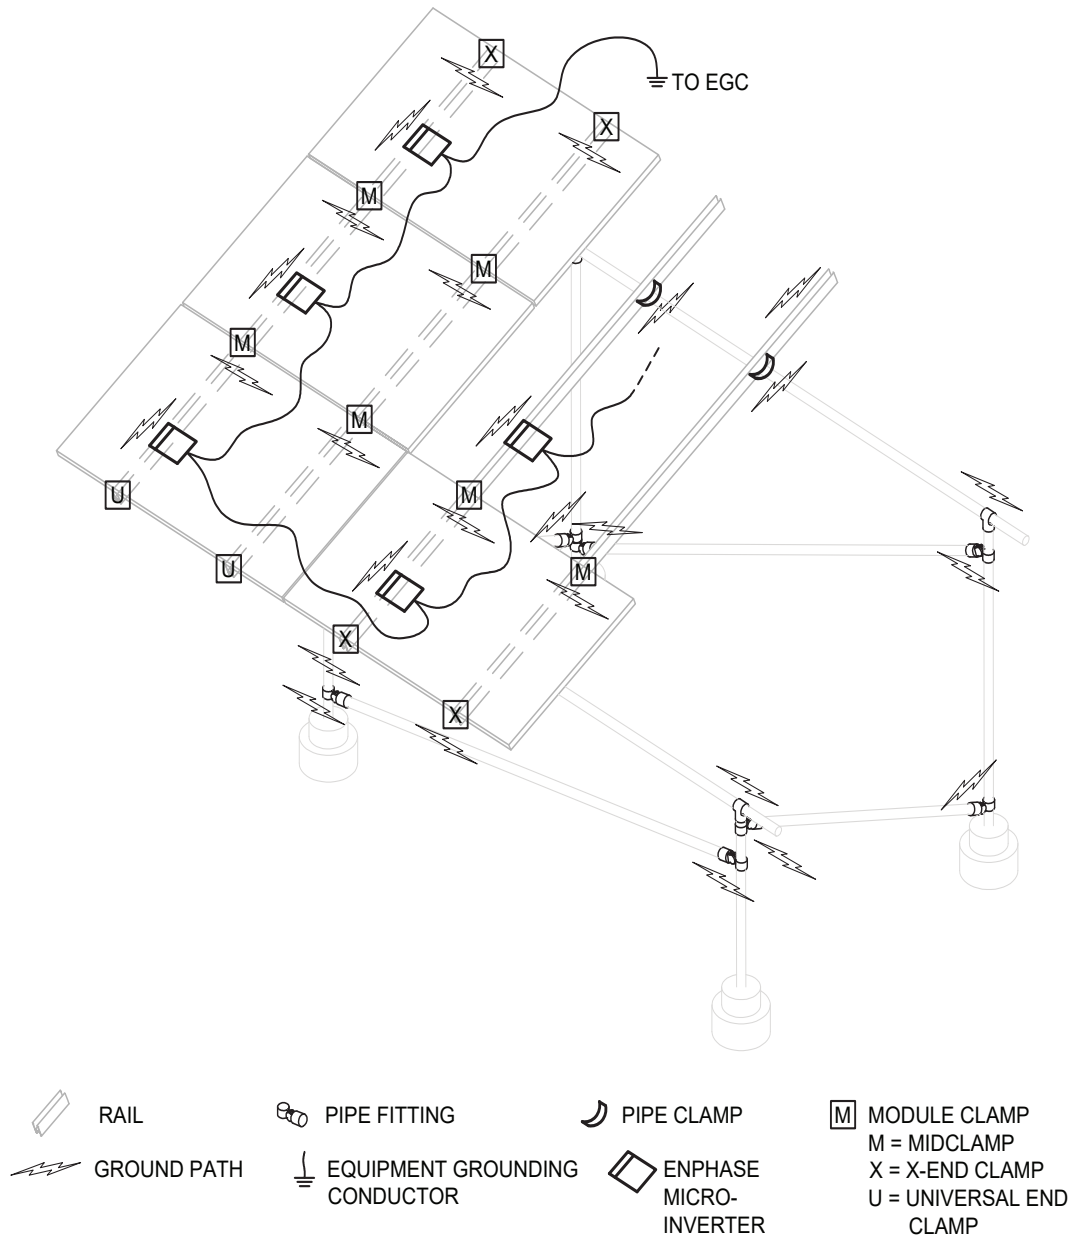 X
TO EGC
X
M
M
M
M
U
M
U
M
X
X
RAIL
PIPE FITTING
PIPE CLAMP
M MODULE CLAMP
M = MIDCLAMP
X = X-END CLAMP
U = UNIVERSAL END
CLAMP
GROUND PATH
EQUIPMENT GROUNDING
CONDUCTOR
ENPHASE
MICRO-
INVERTER